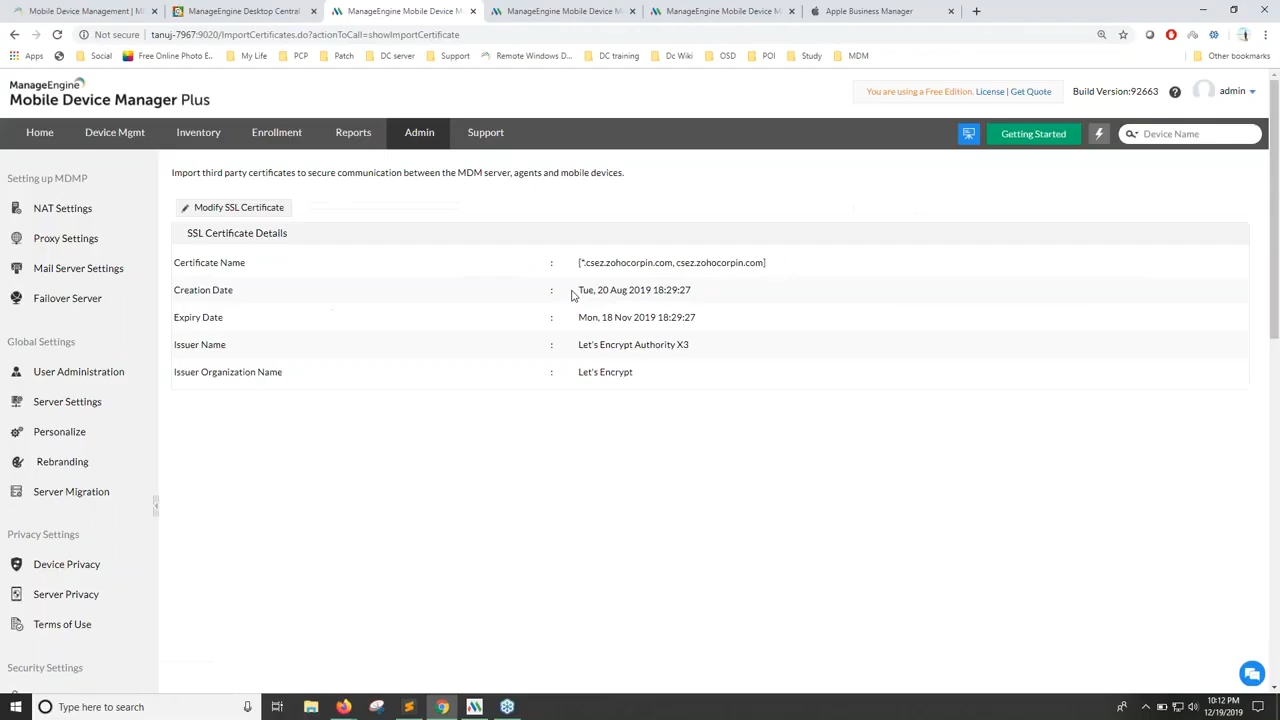 Mobile Device Management | M
ManageEngine Desktop Central
ManageEngine Mobile Device M
ManageEngine Mobile Device M
ManageEngine Mobile Device M
Apple Business Manager
Not secure | tanuj-7967:9020/ImportCertificates.do?actionToCall=showImportCertificate
Apps
Social
Free Online Photo E...
My Life
PCP
Patch
DC server
Support
Remote Windows D...
DC training
Dc Wiki
OSD
POI
Study
MDM
Other bookmarks
ManageEngine
Mobile Device Manager Plus
You are using a Free Edition. License | Get Quote
Build Version:92663
admin
Home
Device Mgmt
Inventory
Enrollment
Reports
Admin
Support
Getting Started
Device Name
Setting up MDMP
NAT Settings
Proxy Settings
Mail Server Settings
Failover Server
Global Settings
User Administration
Server Settings
Personalize
Rebranding
Server Migration
Privacy Settings
Device Privacy
Server Privacy
Terms of Use
Security Settings
Import third party certificates to secure communication between the MDM server, agents and mobile devices.
Modify SSL Certificate
SSL Certificate Details
Certificate Name : [*.csez.zohocorpin.com, csez.zohocorpin.com]
Creation Date : Tue, 20 Aug 2019 18:29:27
Expiry Date : Mon, 18 Nov 2019 18:29:27
Issuer Name : Let's Encrypt Authority X3
Issuer Organization Name : Let's Encrypt
Type here to search
10:12 PM
12/19/2019